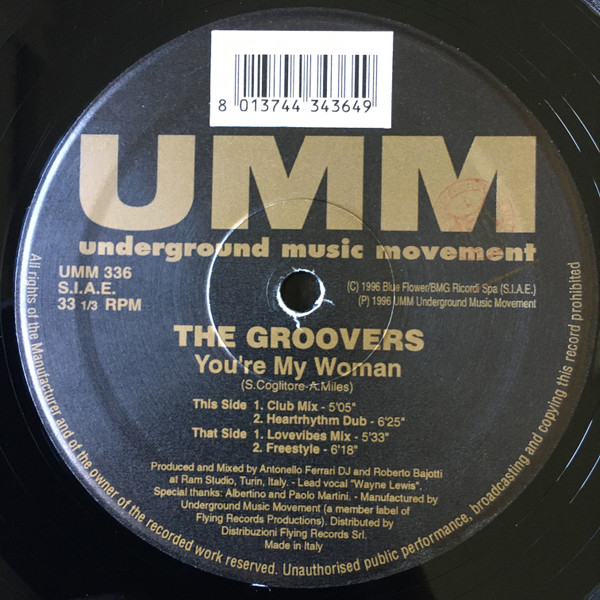 8 013744 343649
UMM
underground music movement
UMM 336
S.I.A.E.
33 1/3 RPM
(C) 1996 Blue Flower/BMG Ricordi Spa (S.I.A.E.)
(P) 1996 UMM Underground Music Movement
THE GROOVERS
You're My Woman
(S.Coglitore-A.Miles)
This Side 1. Club Mix - 5'05"
2. Heartrhythm Dub - 6'25"
That Side 1. Lovevibes Mix - 5'33"
2. Freestyle - 6'18"
Produced and Mixed by Antonello Ferrari DJ and Roberto Bajotti
at Ram Studio, Turin, Italy. - Lead vocal "Wayne Lewis".
Special thanks: Albertino and Paolo Martini. - Manufactured by
Underground Music Movement (a member label of
Flying Records Productions). Distributed by
Distribuzioni Flying Records Srl.
Made in Italy
All rights of the Manufacturer and of the owner of the recorded work reserved. Unauthorised public performance, broadcasting and copying this record prohibited